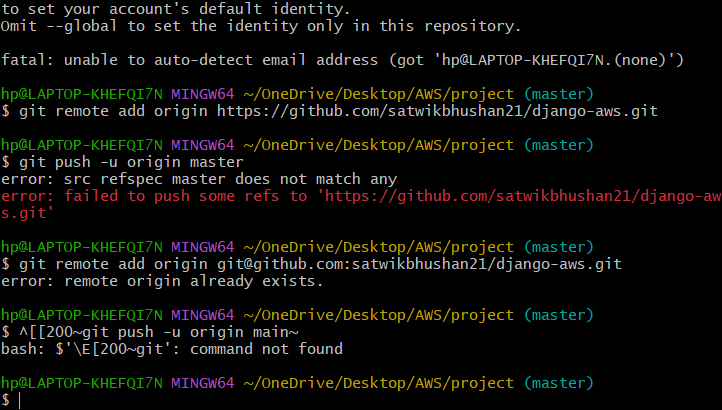 to set your account's default identity.
Omit --global to set the identity only in this repository.
fatal: unable to auto-detect email address (got 'hp@LAPTOP-KHEFQI7N.(none)')
hp@LAPTOP-KHEFQI7N MINGW64 ~/OneDrive/Desktop/AWS/project (master)
$ git remote add origin https://github.com/satwikbhushan21/django-aws.git
hp@LAPTOP-KHEFQI7N MINGW64 ~/OneDrive/Desktop/AWS/project (master)
$ git push -u origin master
error: src refspec master does not match any
error: failed to push some refs to 'https://github.com/satwikbhushan21/django-aw
s.git'
hp@LAPTOP-KHEFQI7N MINGW64 ~/OneDrive/Desktop/AWS/project (master)
$ git remote add origin git@github.com:satwikbhushan21/django-aws.git
error: remote origin already exists.
hp@LAPTOP-KHEFQI7N MINGW64 ~/OneDrive/Desktop/AWS/project (master)
$ ^[[200~git push -u origin main~
bash: $'\E[200~git': command not found
hp@LAPTOP-KHEFQI7N MINGW64 ~/OneDrive/Desktop/AWS/project (master)
$